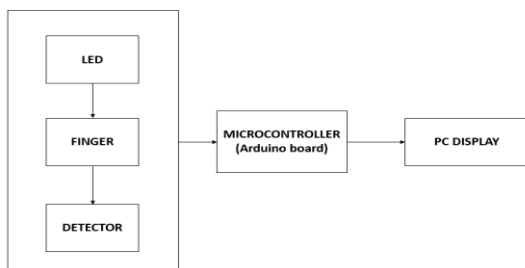 LED
FINGER
DETECTOR
MICROCONTROLLER
(Arduino board)
PC DISPLAY